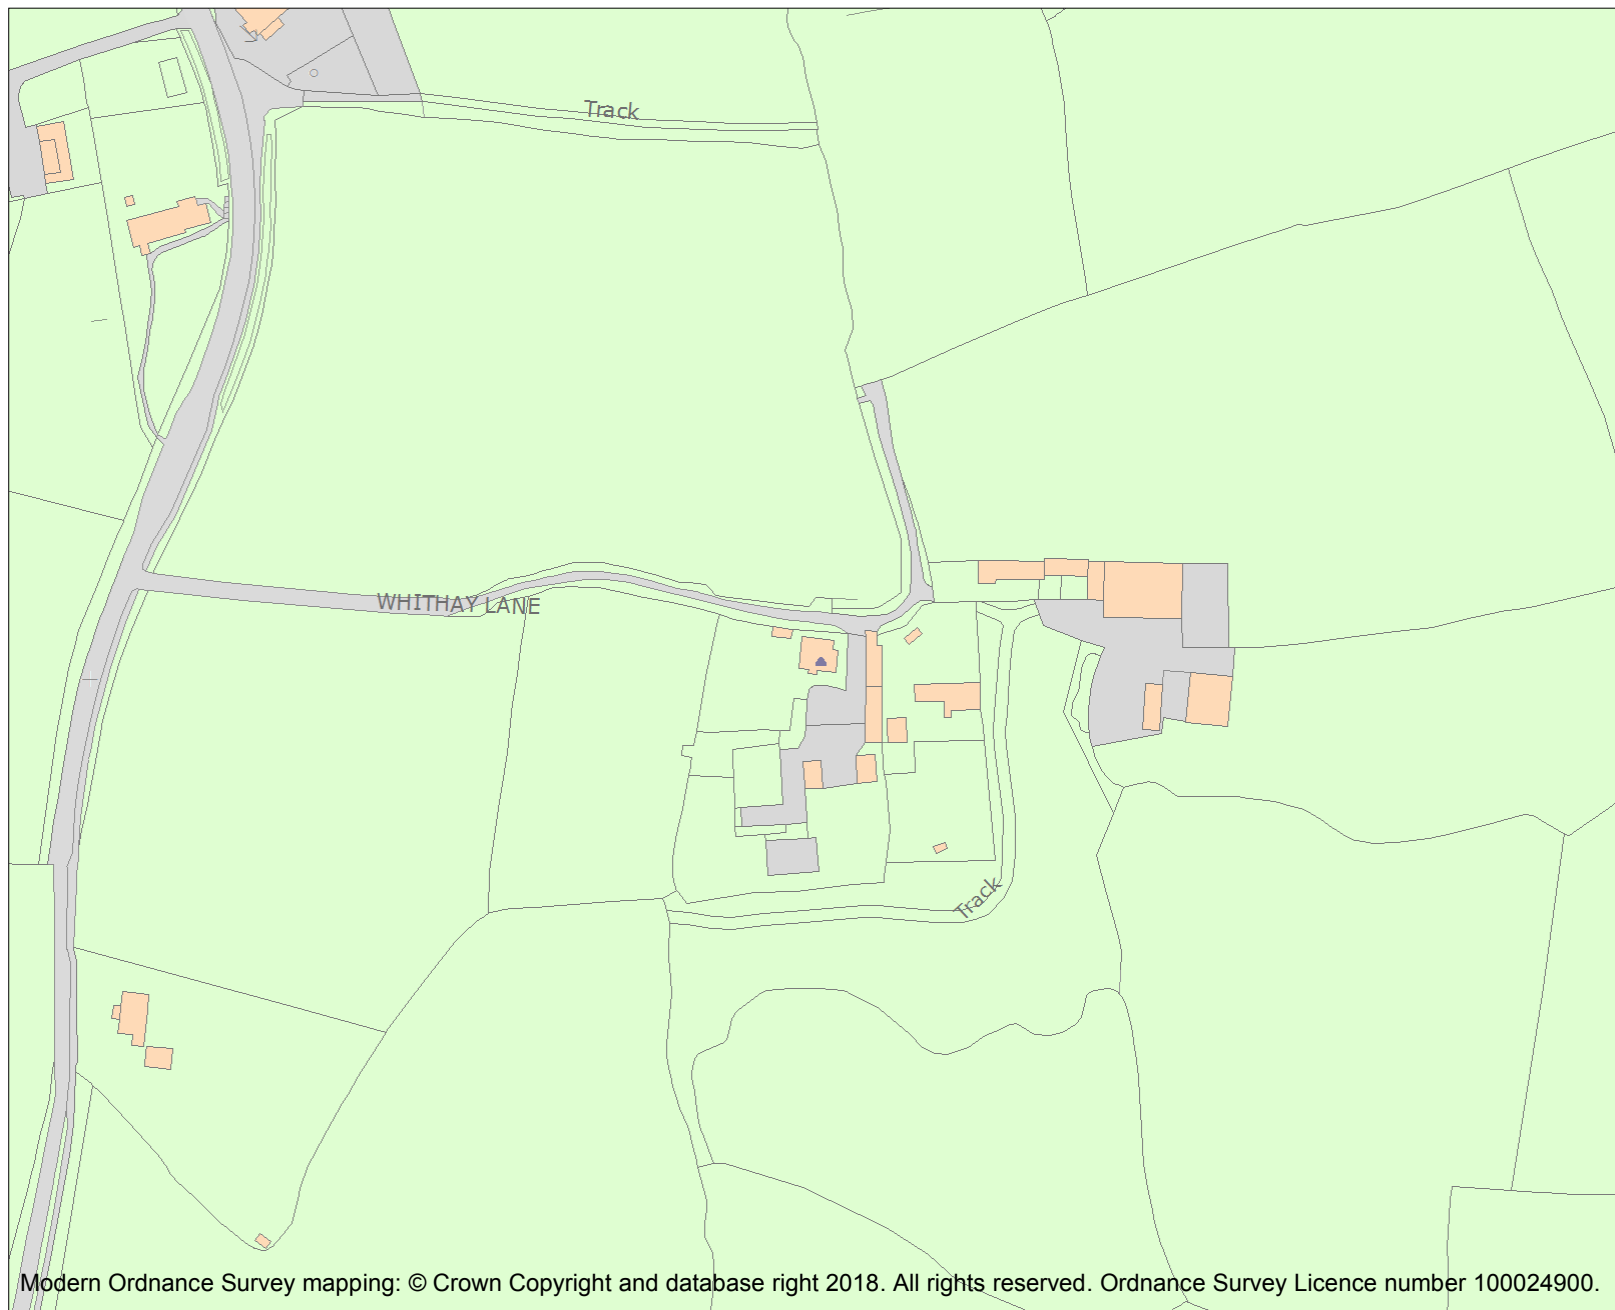 Track
WHITHAY LANE
Track
Modern Ordnance Survey mapping: © Crown Copyright and database right 2018. All rights reserved. Ordnance Survey Licence number 100024900.